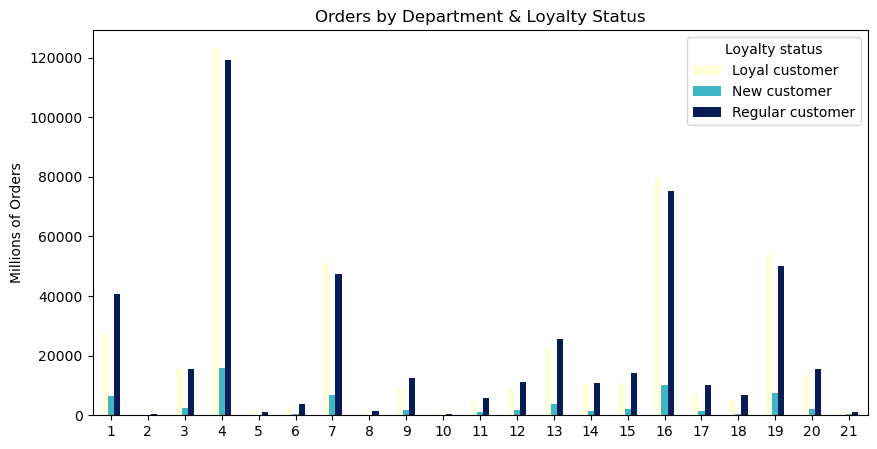 Orders by Department & Loyalty Status
Millions of Orders
120000
100000
80000
60000
40000
20000
0
Loyalty status
Loyal customer
New customer
Regular customer
1 2 3 4 5 6 7 8 9 10 11 12 13 14 15 16 17 18 19 20 21